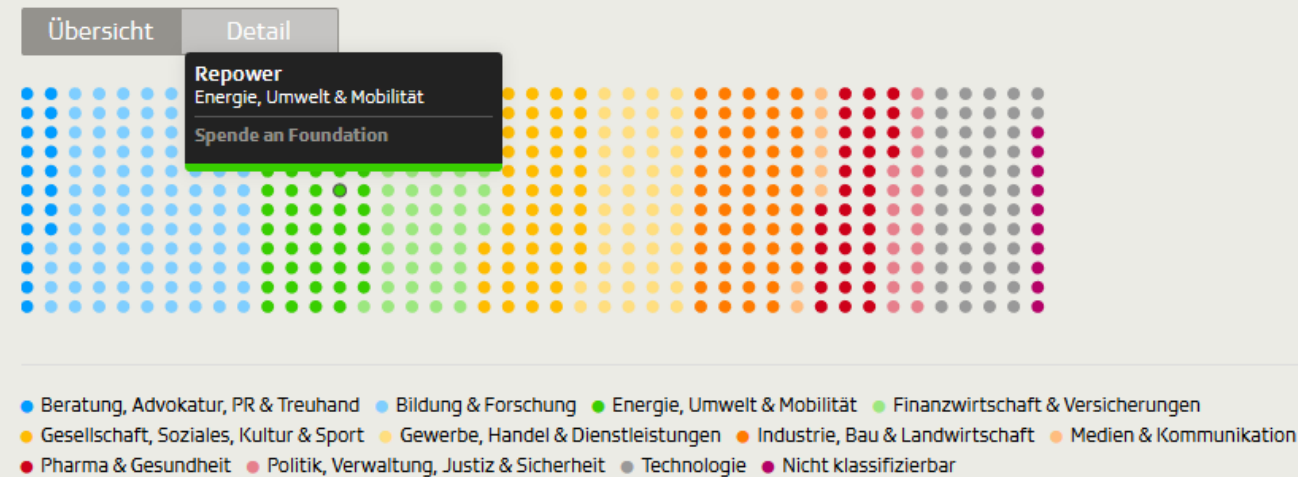 Übersicht Detail
Repower
Energie, Umwelt & Mobilität
Spende an Foundation
Beratung, Advokatur, PR & Treuhand Bildung & Forschung Energie, Umwelt & Mobilität Finanzwirtschaft & Versicherungen
Gesellschaft, Soziales, Kultur & Sport Gewerbe, Handel & Dienstleistungen Industrie, Bau & Landwirtschaft Medien & Kommunikation
Pharma & Gesundheit Politik, Verwaltung, Justiz & Sicherheit Technologie Nicht klassifizierbar